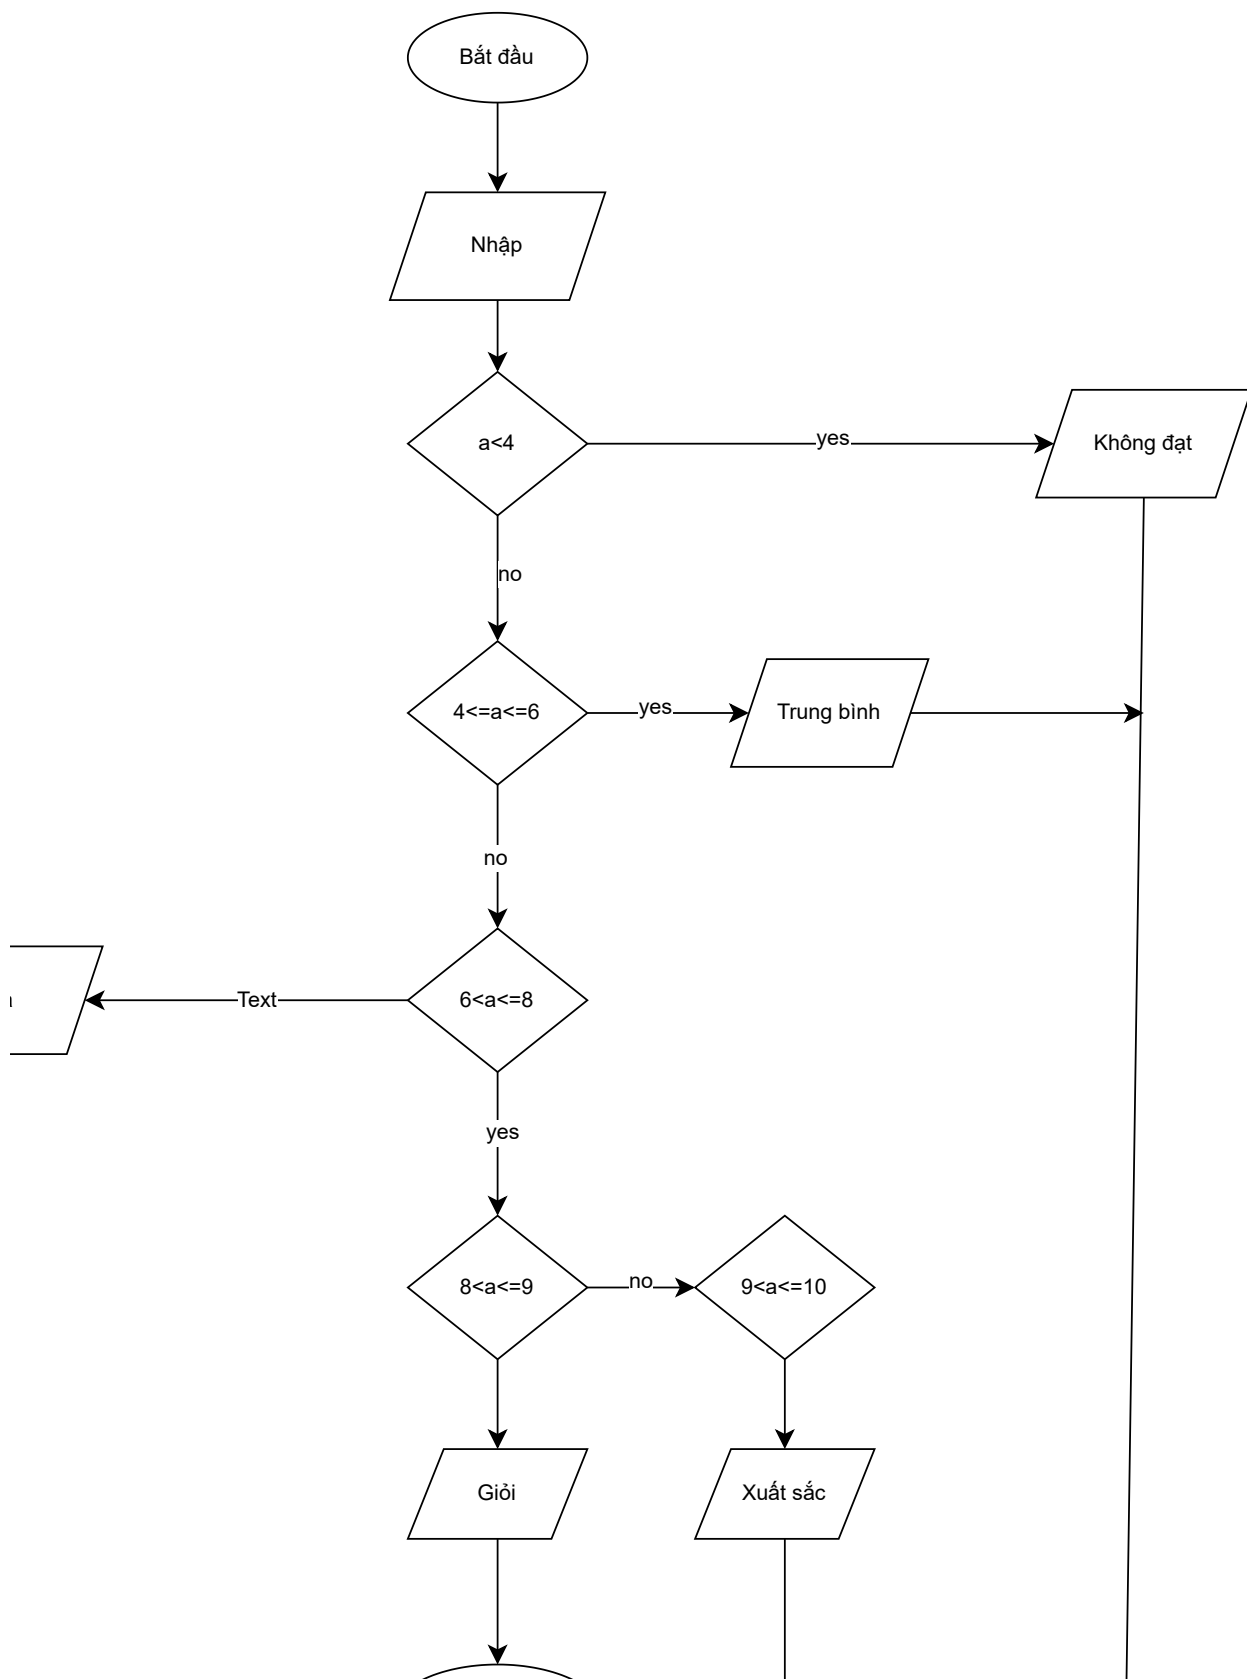 Bắt đầu
Nhập
a<4
yes
Không đạt
no
4<=a<=6
yes
Trung bình
no
Text
6<a<=8
yes
8<a<=9
no
9<a<=10
Giỏi
Xuất sắc